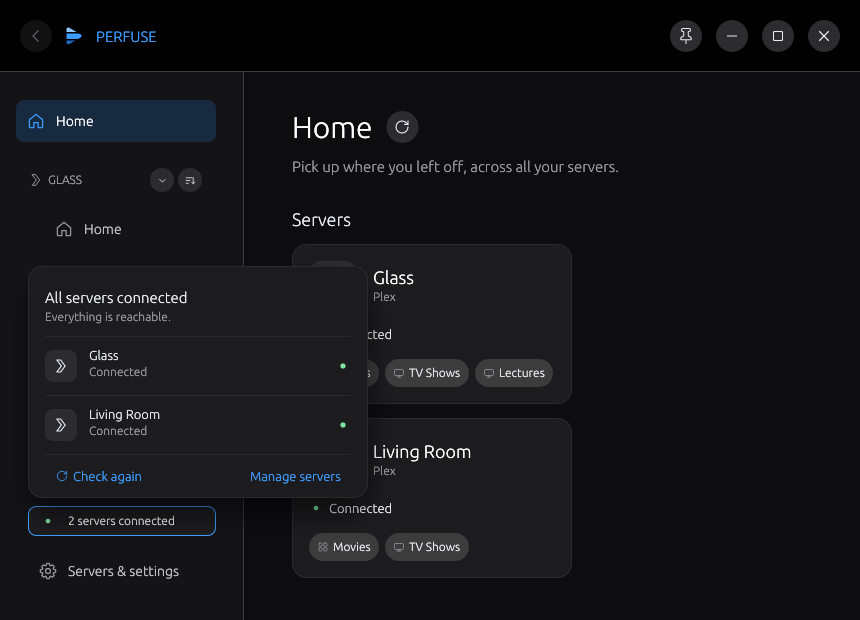 PERFUSE
Home
GLASS
Home
All servers connected
Everything is reachable.
Glass
Connected
Living Room
Connected
Check again
Manage servers
2 servers connected
Servers & settings
Home
Pick up where you left off, across all your servers.
Servers
Glass
Plex
TV Shows
Lectures
Living Room
Plex
Connected
Movies
TV Shows